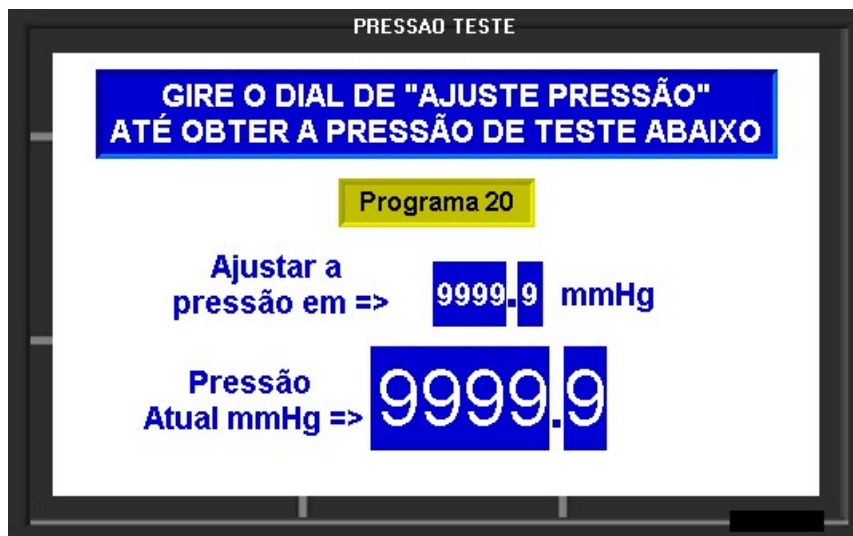 PRESSAO TESTE
GIRE O DIAL DE "AJUSTE PRESSÃO"
ATÉ OBTER A PRESSÃO DE TESTE ABAIXO
Programa 20
Ajustar a
pressão em => 9999.9 mmHg
Pressão
Atual mmHg => 9999.9